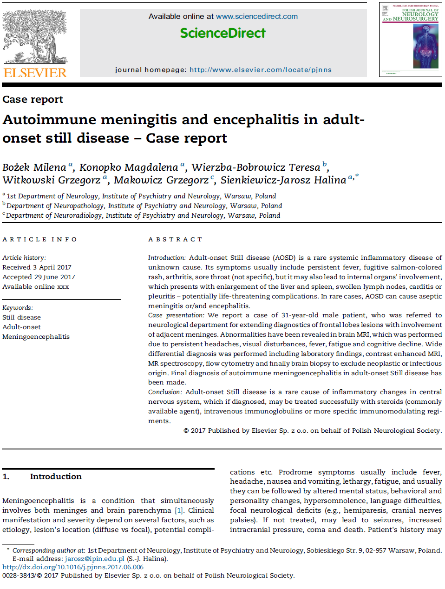 Available online at www.sciencedirect.com
ScienceDirect
journal homepage: http://www.elsevier.com/locate/pjnns
ELSEVIER
NEUROLOGY
AND NEUROSURGERY
Case report
Autoimmune meningitis and encephalitis in adult-
onset still disease – Case report
Bożek Milena a, Konopko Magdalena a, Wierzba-Bobrowicz Teresa b,
Witkowski Grzegorz a, Makowicz Grzegorz c, Sienkiewicz-Jarosz Halina a,*
a 1st Department of Neurology, Institute of Psychiatry and Neurology, Warsaw, Poland
b Department of Neuropathology, Institute of Psychiatry and Neurology, Warsaw, Poland
c Department of Neuroradiology, Institute of Psychiatry and Neurology, Warsaw, Poland
ARTICLE INFO
Article history:
Received 3 April 2017
Accepted 29 June 2017
Available online xxx
Keywords:
Still disease
Adult-onset
Meningoencephalitis
ABSTRACT
Introduction: Adult-onset Still Disease (AOSD) is a rare systemic inflammatory disease of
unknown cause. Its symptoms usually include persistent fever, fugitive salmon-colored
rash, arthritis, sore throat (not specific), but it may also lead to internal organs' involvement,
which presents with enlargement of the liver and spleen, swollen lymph nodes, carditis or
pleuritis – potentially life-threatening complications. In rare cases, AOSD can cause aseptic
meningitis or/and encephalitis.
Case presentation: We report a case of 31-year-old male patient, who was referred to
neurological department for extending diagnostics of frontal lobes lesions with involvement
of adjacent meninges. Abnormalities have been revealed in brain MRI, which was performed
due to persistent headaches, visual disturbances, fever, fatigue and cognitive decline. Wide
differential diagnosis was performed including laboratory findings, contrast enhanced MRI,
MR spectroscopy, flow cytometry and finally brain biopsy to exclude neoplastic or infectious
origin. Final diagnosis of autoimmune meningoencephalitis in adult-onset Still disease has
been made.
Conclusion: Adult-onset Still disease is a rare cause of inflammatory changes in central
nervous system, which if diagnosed, may be treated successfully with steroids (commonly
available agent), intravenous immunoglobulins or more specific immunomodulating regi-
ments.
© 2017 Published by Elsevier Sp. z o.o. on behalf of Polish Neurological Society.
1. Introduction
Meningoencephalitis is a condition that simultaneously
involves both meninges and brain parenchyma [1]. Clinical
manifestation and severity depend on several factors, such as
etiology, lesion's location (diffuse vs focal), potential compli-
cations etc. Prodrome symptoms usually include fever,
headache, nausea and vomiting, lethargy, fatigue, and usually
they can be followed by altered mental status, behavioral and
personality changes, hypersomnolence, language difficulties,
focal neurological deficits (e.g., hemiparesis, cranial nerves
palsies). If not treated, may lead to seizures, increased
intracranial pressure, coma and death. Patient's history may
* Corresponding author at: 1st Department of Neurology, Institute of Psychiatry and Neurology, Sobieskiego Str. 9, 02-957 Warsaw, Poland.
E-mail address: jarosz@ipin.edu.pl (S.-J. Halina).
http://dx.doi.org/10.1016/j.pjnns.2017.06.006
0028-3843/© 2017 Published by Elsevier Sp. z o.o. on behalf of Polish Neurological Society.